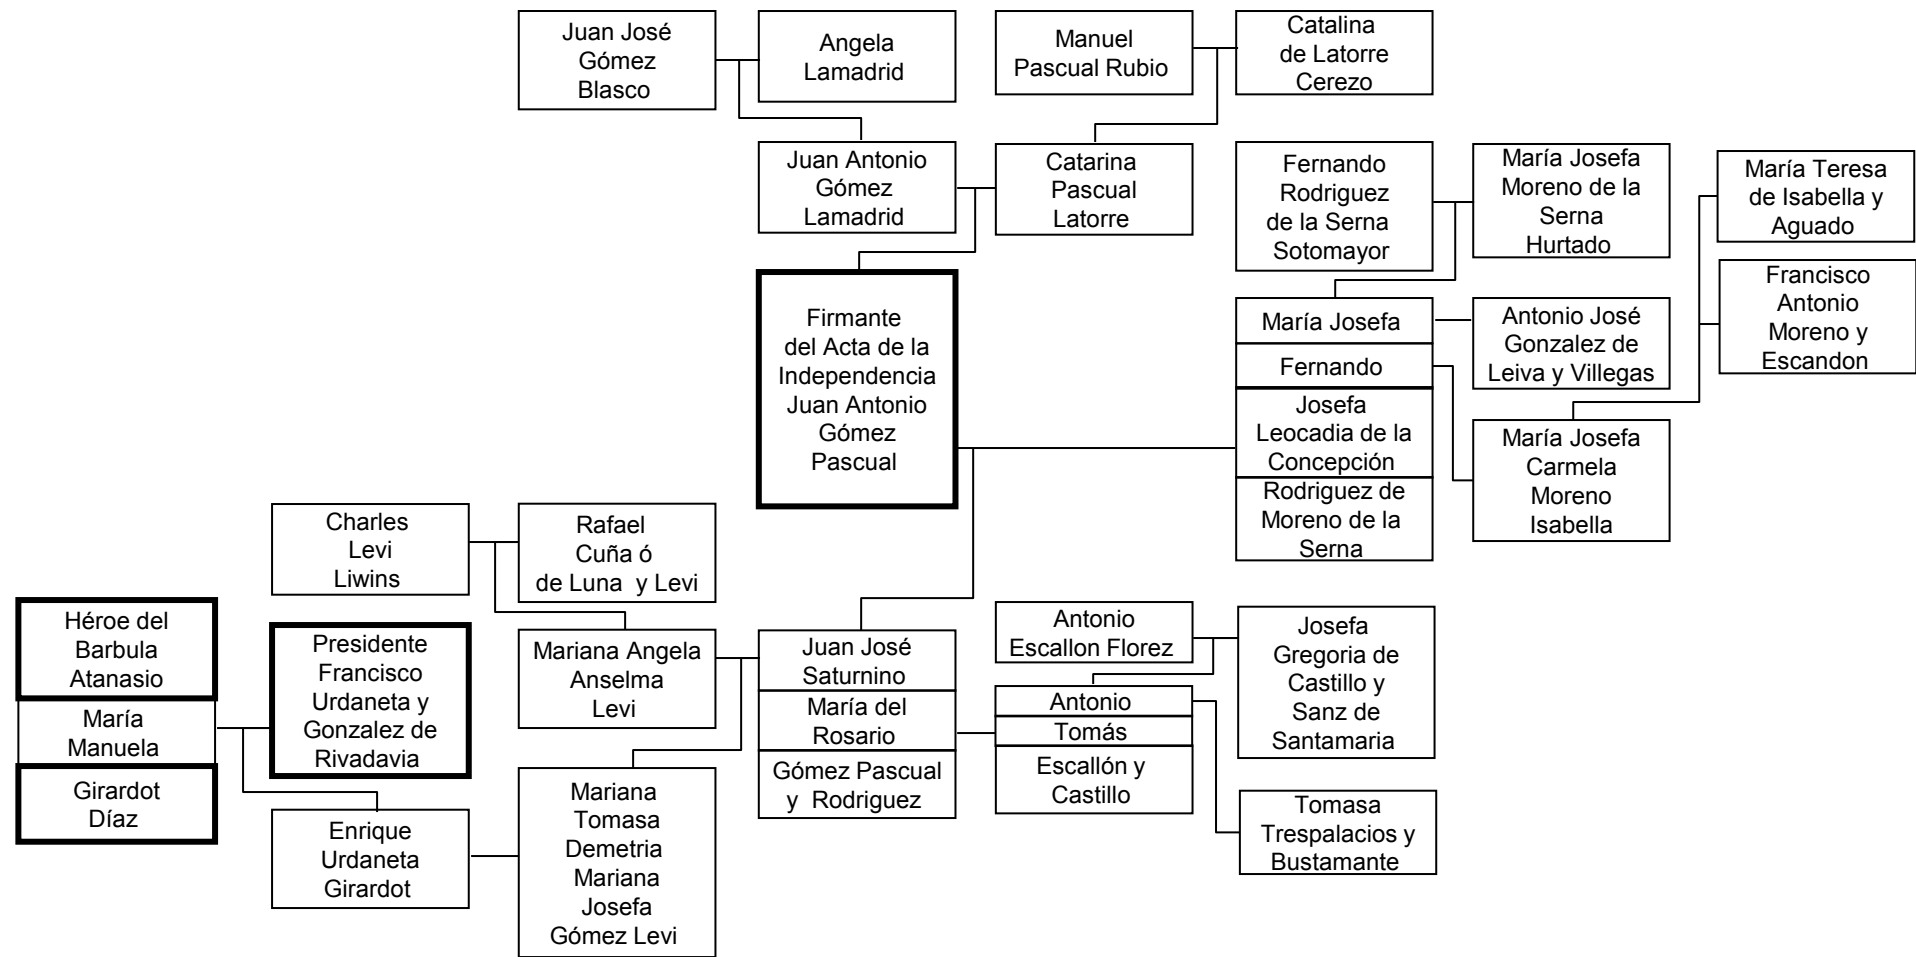 Juan José
Gómez
Blasco
Angela
Lamadrid
Manuel
Pascual Rubio
Catalina
de Latorre
Cerezo
Juan Antonio
Gómez
Lamadrid
Catarina
Pascual
Latorre
Fernando
Rodriguez
de la Serna
Sotomayor
María Josefa
Moreno de la
Serna
Hurtado
María Teresa
de Isabella y
Aguado
Francisco
Antonio
Moreno y
Escandon
Firmante
del Acta de la
Independencia
Juan Antonio
Gómez
Pascual
María Josefa
Fernando
Josefa
Leocadia de la
Concepción
Rodriguez de
Moreno de la
Serna
Antonio José
Gonzalez de
Leiva y Villegas
María Josefa
Carmela
Moreno
Isabella
Charles
Levi
Liwins
Rafael
Cuña ó
de Luna y Levi
Héroe del
Barbula
Atanasio
María
Manuela
Girardot
Díaz
Presidente
Francisco
Urdaneta y
Gonzalez de
Rivadavia
Mariana Angela
Anselma
Levi
Juan José
Saturnino
María del
Rosario
Gómez Pascual
y Rodriguez
Antonio
Escallon Florez
Antonio
Tomás
Escallón y
Castillo
Josefa
Gregoria de
Castillo y
Sanz de
Santamaria
Enrique
Urdaneta
Girardot
Mariana
Tomasa
Demetria
Mariana
Josefa
Gómez Levi
Tomasa
Trespalacios y
Bustamante